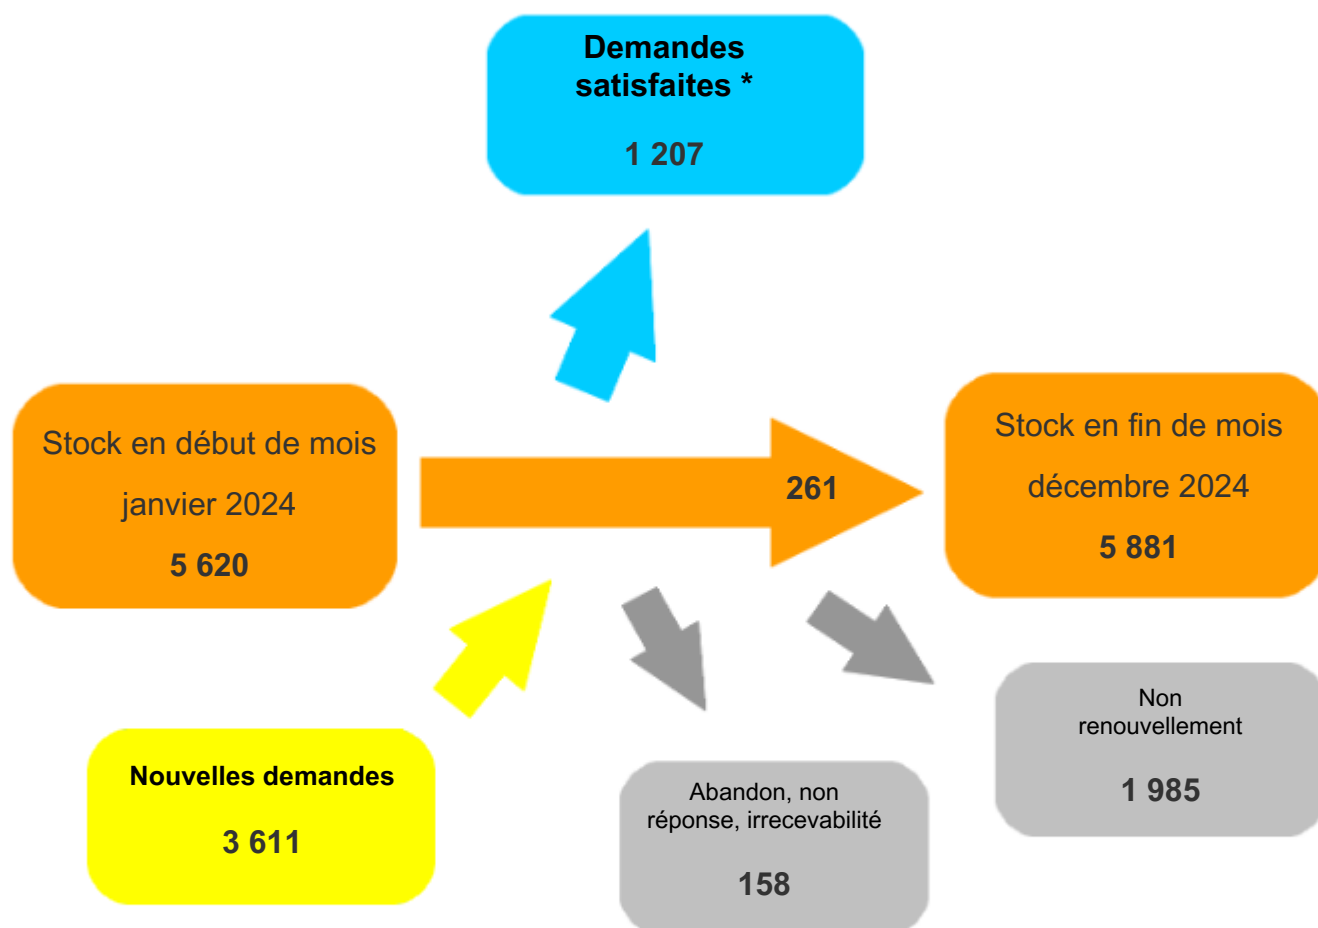 Demandes
satisfaites *
1 207
Stock en début de mois
janvier 2024
5 620
261
Stock en fin de mois
décembre 2024
5 881
Nouvelles demandes
3 611
Abandon, non
réponse, irrecevabilité
158
Non
renouvellement
1 985